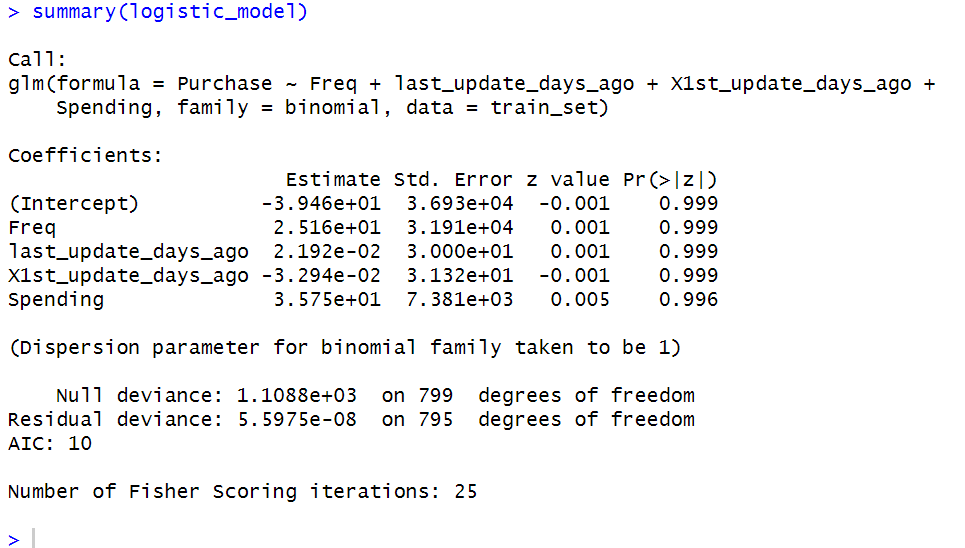 > summary(logistic_model)
Call:
glm(formula = Purchase ~ Freq + last_update_days_ago + X1st_update_days_ago +
    Spending, family = binomial, data = train_set)
Coefficients:
                       Estimate Std. Error z value Pr(>|z|)
(Intercept)          -3.946e+01  3.693e+04  -0.001    0.999
Freq                  2.516e+01  3.191e+04   0.001    0.999
last_update_days_ago  2.192e-02  3.000e+01   0.001    0.999
X1st_update_days_ago -3.294e-02  3.132e+01  -0.001    0.999
Spending              3.575e+01  7.381e+03   0.005    0.996
(Dispersion parameter for binomial family taken to be 1)
    Null deviance: 1.1088e+03  on 799  degrees of freedom
Residual deviance: 5.5975e-08  on 795  degrees of freedom
AIC: 10
Number of Fisher Scoring iterations: 25
>